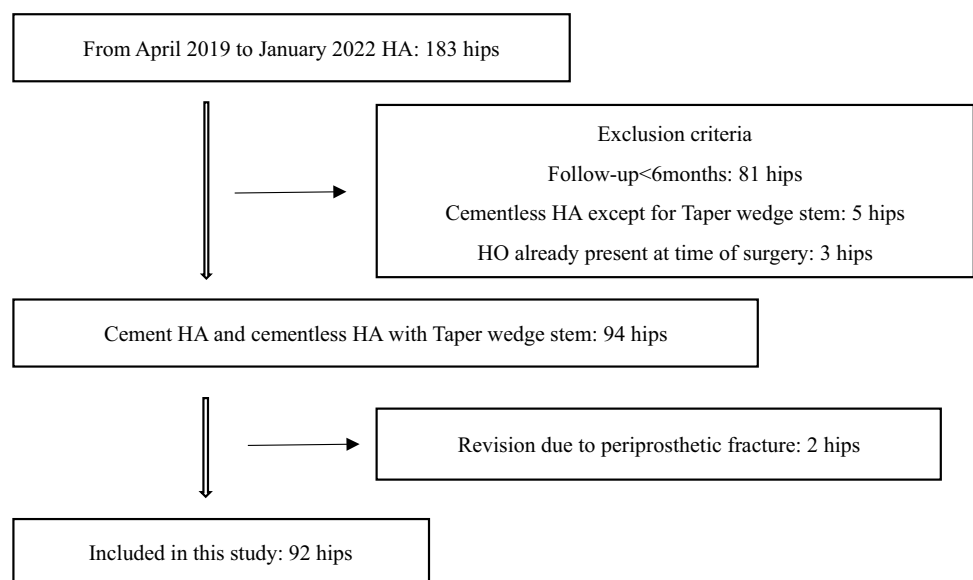 From April 2019 to January 2022 HA: 183 hips
Exclusion criteria
Follow-up<6months: 81 hips
Cementless HA except for Taper wedge stem: 5 hips
HO already present at time of surgery: 3 hips
Cement HA and cementless HA with Taper wedge stem: 94 hips
Revision due to periprosthetic fracture: 2 hips
Included in this study: 92 hips